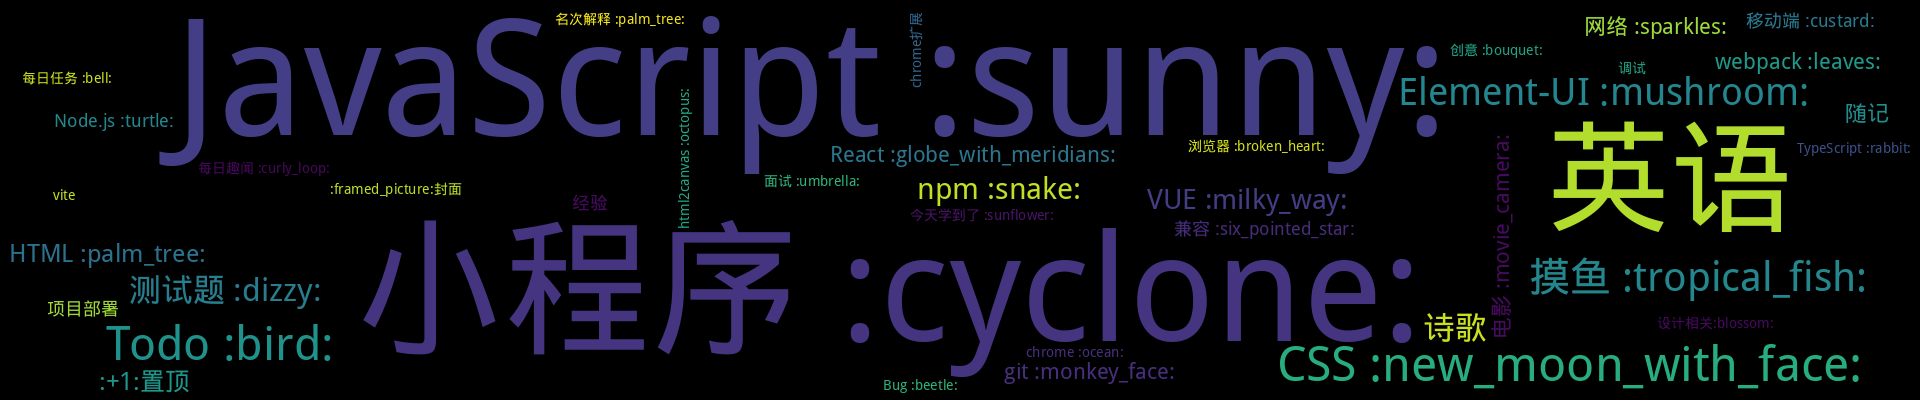 名次解释 :palm_tree:
chrome扩展
网络 :sparkles:
移动端 :custard:
JavaScript :sunny:
创意 :bouquet:
调试
webpack :leaves:
每日任务 :bell:
Element-UI :mushroom:
随记
Node.js :turtle:
html2canvas :octopus:
英语
TypeScript :rabbit:
浏览器 :broken_heart:
React :globe_with_meridians:
每日趣闻 :curly_loop:
面试 :umbrella:
:framed_picture:封面
vite
npm :snake:
VUE :milky_way:
经验
今天学到了 :sunflower:
兼容 :six_pointed_star:
电影 :movie_camera:
HTML :palm_tree:
小程序 :cyclone:
摸鱼 :tropical_fish:
测试题 :dizzy:
项目部署
诗歌
设计相关:blossom:
Todo :bird:
chrome :ocean:
CSS :new_moon_with_face:
git :monkey_face:
:+1:置顶
Bug :beetle: